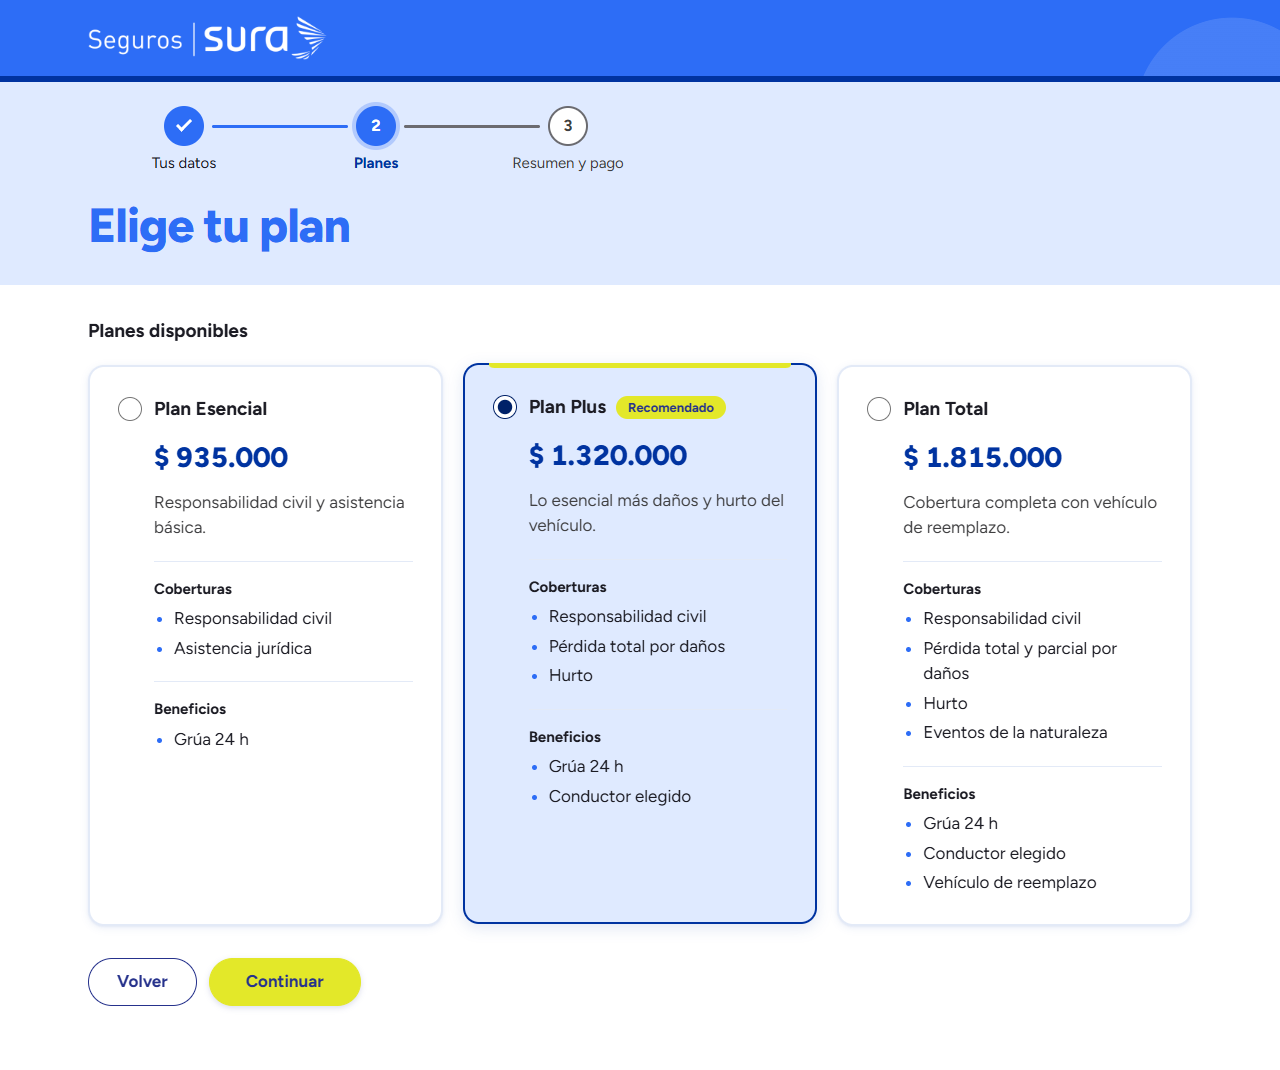 Seguros | sura
2
3
Tus datos
Planes
Resumen y pago
Elige tu plan
Planes disponibles
Plan Esencial
$ 935.000
Responsabilidad civil y asistencia
básica.
Coberturas
• Responsabilidad civil
• Asistencia jurídica
Beneficios
• Grúa 24 h
Plan Plus
Recomendado
$ 1.320.000
Lo esencial más daños y hurto del
vehículo.
Coberturas
• Responsabilidad civil
• Pérdida total por daños
• Hurto
Beneficios
• Grúa 24 h
• Conductor elegido
Plan Total
$ 1.815.000
Cobertura completa con vehículo
de reemplazo.
Coberturas
• Responsabilidad civil
• Pérdida total y parcial por
daños
• Hurto
• Eventos de la naturaleza
Beneficios
• Grúa 24 h
• Conductor elegido
• Vehículo de reemplazo
Volver
Continuar